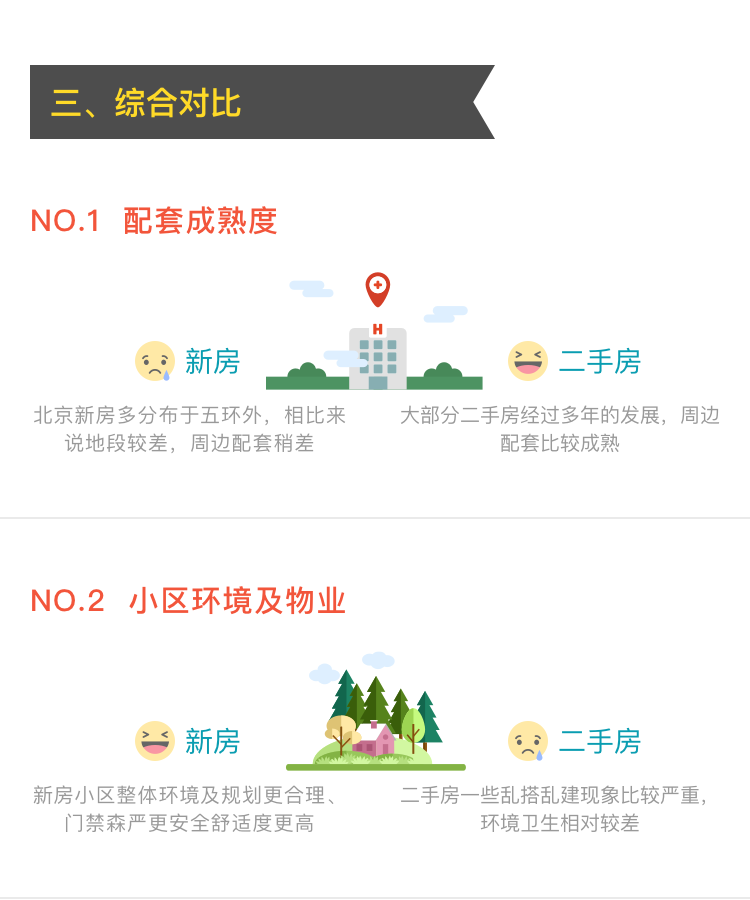 三、综合对比
NO.1 配套成熟度
H
新房
二手房
北京新房多分布于五环外，相比来
说地段较差，周边配套稍差
大部分二手房经过多年的发展，周边
配套比较成熟
NO.2 小区环境及物业
新房
二手房
新房小区整体环境及规划更合理、
门禁森严更安全舒适度更高
二手房一些乱搭乱建现象比较严重，
环境卫生相对较差